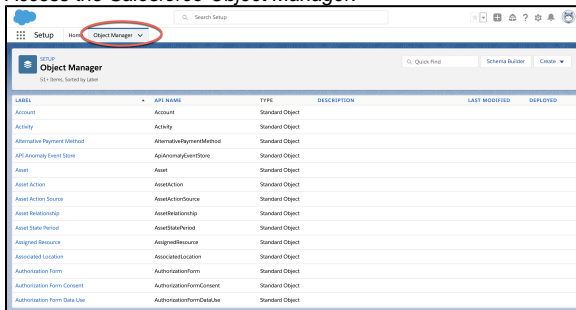 Access the Salesforce Object Manager:
Search Setup
Setup Home Object Manager
SETUP
Object Manager
51+ Items, Sorted by Label
Quick Find Schema Builder Create
LABEL API NAME TYPE DESCRIPTION LAST MODIFIED DEPLOYED
Account Account Standard Object
Activity Activity Standard Object
Alternative Payment Method AlternativePaymentMethod Standard Object
API Anomaly Event Store ApiAnomalyEventStore Standard Object
Asset Asset Standard Object
Asset Action AssetAction Standard Object
Asset Action Source AssetActionSource Standard Object
Asset Relationship AssetRelationship Standard Object
Asset State Period AssetStatePeriod Standard Object
Assigned Resource AssignedResource Standard Object
Associated Location AssociatedLocation Standard Object
Authorization Form AuthorizationForm Standard Object
Authorization Form Consent AuthorizationFormConsent Standard Object
Authorization Form Data Use AuthorizationFormDataUse Standard Object